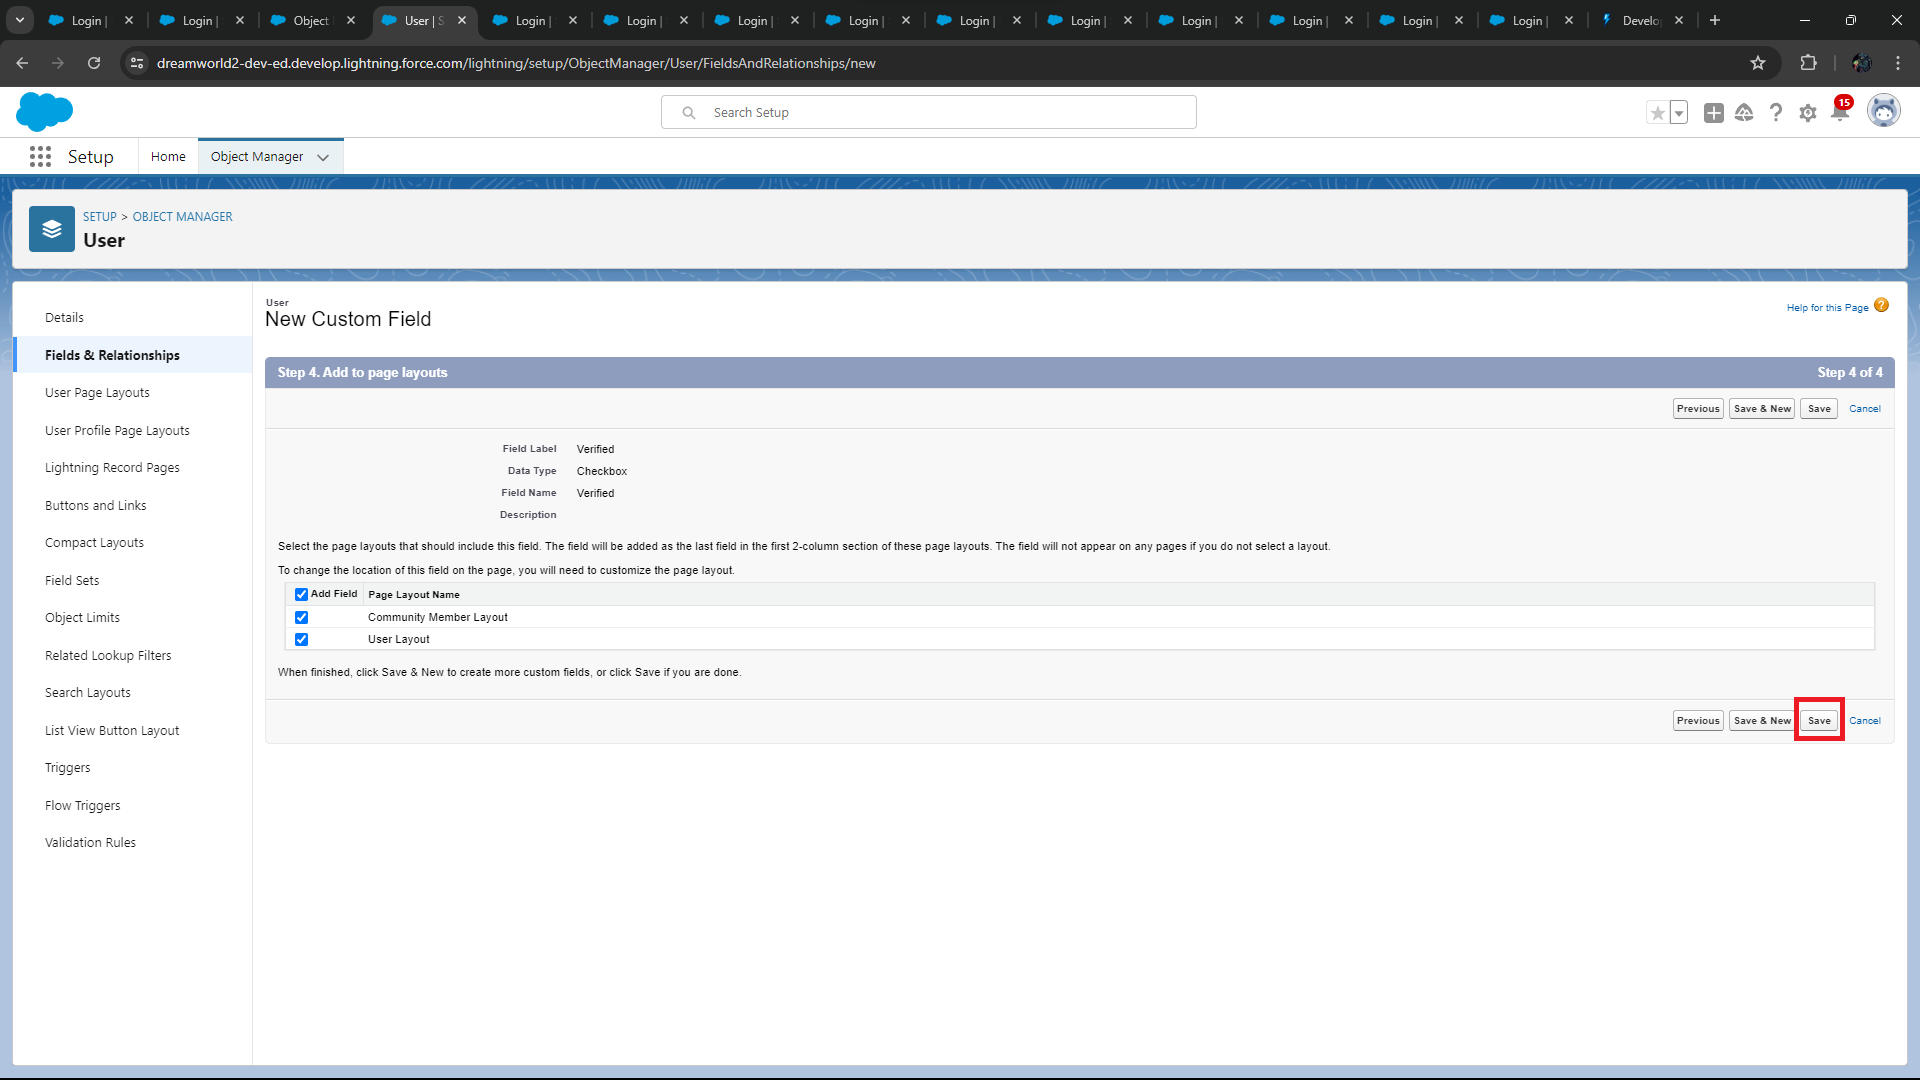 Login |
Login |
Object
User | S
Login |
Login |
Login |
Login |
Login |
Login |
Login |
Login |
Login |
Login |
Develo
dreamworld2-dev-ed.develop.lightning.force.com/lightning/setup/ObjectManager/User/FieldsAndRelationships/new
Search Setup
15
Setup
Home
Object Manager
SETUP > OBJECT MANAGER
User
Details
Fields & Relationships
User Page Layouts
User Profile Page Layouts
Lightning Record Pages
Buttons and Links
Compact Layouts
Field Sets
Object Limits
Related Lookup Filters
Search Layouts
List View Button Layout
Triggers
Flow Triggers
Validation Rules
User
New Custom Field
Help for this Page ?
Step 4. Add to page layouts
Step 4 of 4
Previous Save & New Save Cancel
Field Label Verified
Data Type Checkbox
Field Name Verified
Description
Select the page layouts that should include this field. The field will be added as the last field in the first 2-column section of these page layouts. The field will not appear on any pages if you do not select a layout.
To change the location of this field on the page, you will need to customize the page layout.
Add Field Page Layout Name
Community Member Layout
User Layout
When finished, click Save & New to create more custom fields, or click Save if you are done.
Previous Save & New Save Cancel